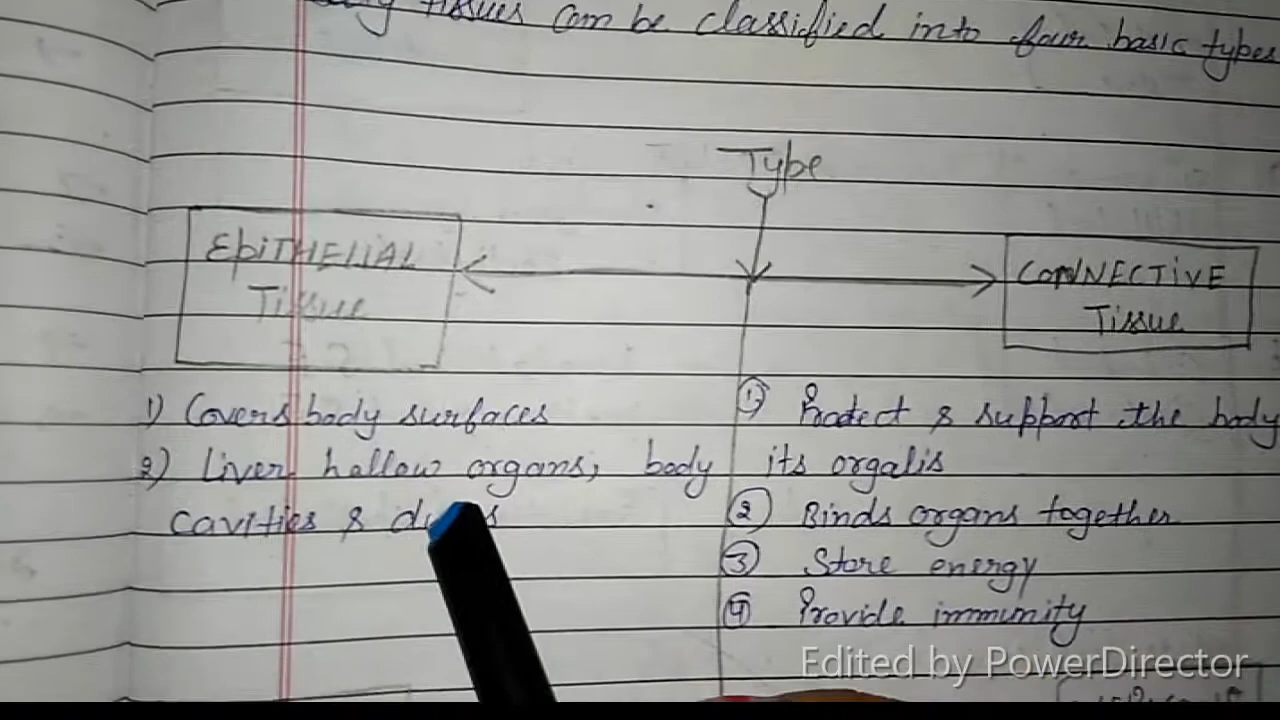 tissues can be classified into four basic types
Type
EpiTHELIAL
Tissue
CONNECTIVE
Tissue
1) Covers body surfaces
2) Liver hollow organs, body
cavities &
① Protect & support the body
its orgalis
② Binds organs together
③ Store energy
④ Provide immunity
Edited by PowerDirector